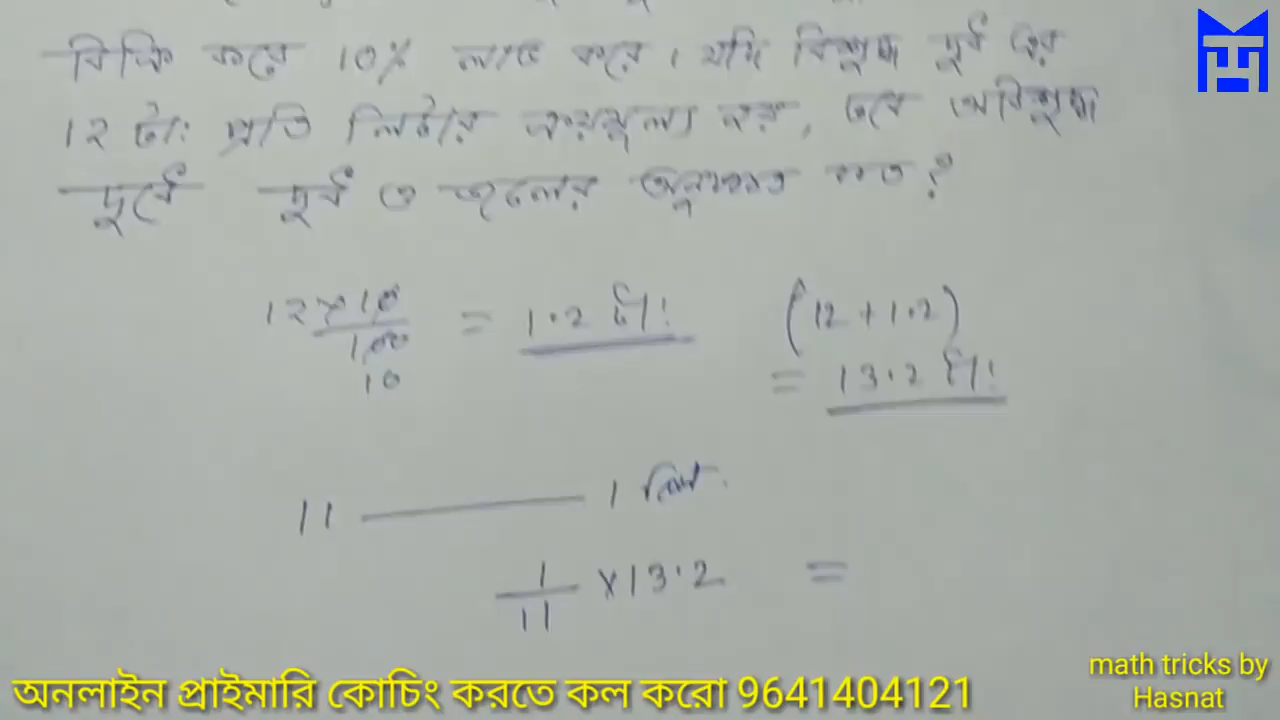 বিক্রি করে 10% লাভ করে। যদি বিশুদ্ধ দুধ এর
12 টাঃ প্রতি লিটার ক্রয়মূল্য হয়, তবে অবিশুদ্ধ
দুধে দুধ ও জলের অনুপাত কত?
12×10/100 = 1.2 টা: (12+1.2)
10 = 13.2 টা:
11 — 1 লি.
1/11 ×13.2 =
অনলাইন প্রাইমারি কোচিং করতে কল করো 9641404121
math tricks by
Hasnat